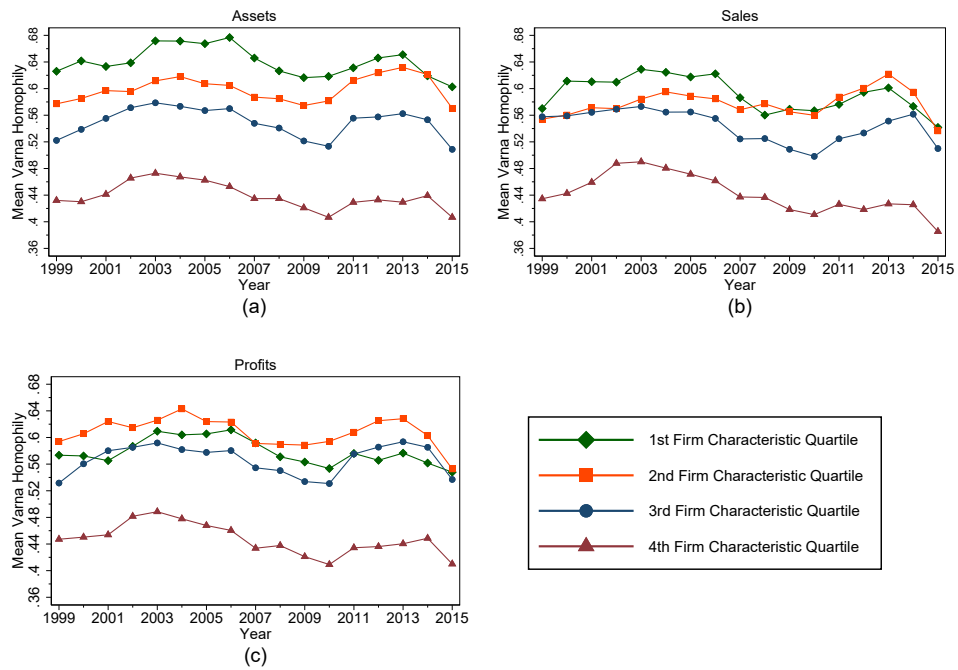 Assets
Mean Varna Homophily
.36 .4 .44 .48 .52 .56 .6 .64 .68
1999 2001 2003 2005 2007 2009 2011 2013 2015
Year
(a)
Sales
Mean Varna Homophily
.36 .4 .44 .48 .52 .56 .6 .64 .68
1999 2001 2003 2005 2007 2009 2011 2013 2015
Year
(b)
Profits
Mean Varna Homophily
.36 .4 .44 .48 .52 .56 .6 .64 .68
1999 2001 2003 2005 2007 2009 2011 2013 2015
Year
(c)
1st Firm Characteristic Quartile
2nd Firm Characteristic Quartile
3rd Firm Characteristic Quartile
4th Firm Characteristic Quartile